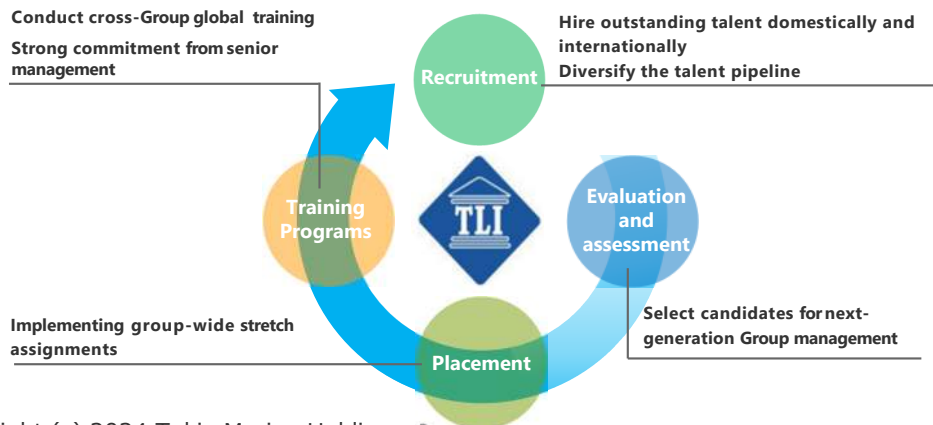 Conduct cross-Group global training
Strong commitment from senior
management
Recruitment
Hire outstanding talent domestically and
internationally
Diversify the talent pipeline
Training
Programs
TLI
Evaluation
and
assessment
Implementing group-wide stretch
assignments
Placement
Select candidates for next-
generation Group management